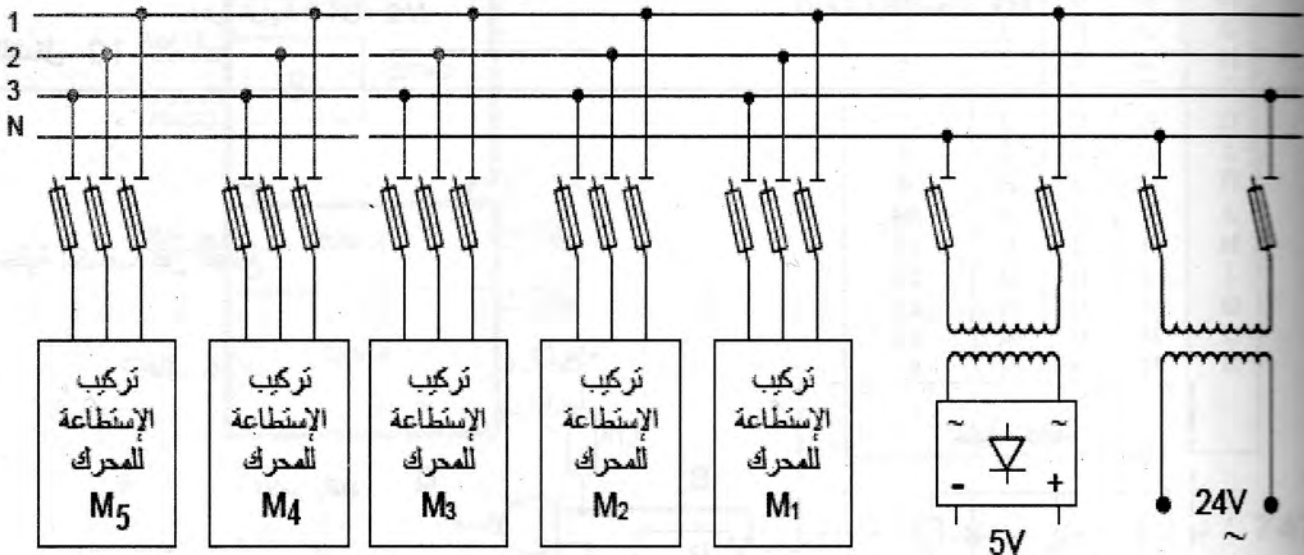 1
2
3
N
تركيب
الإستطاعة
للمحرك
M5
تركيب
الإستطاعة
للمحرك
M4
تركيب
الإستطاعة
للمحرك
M3
تركيب
الإستطاعة
للمحرك
M2
تركيب
الإستطاعة
للمحرك
M1
~ ~
- +
5V
24V
~